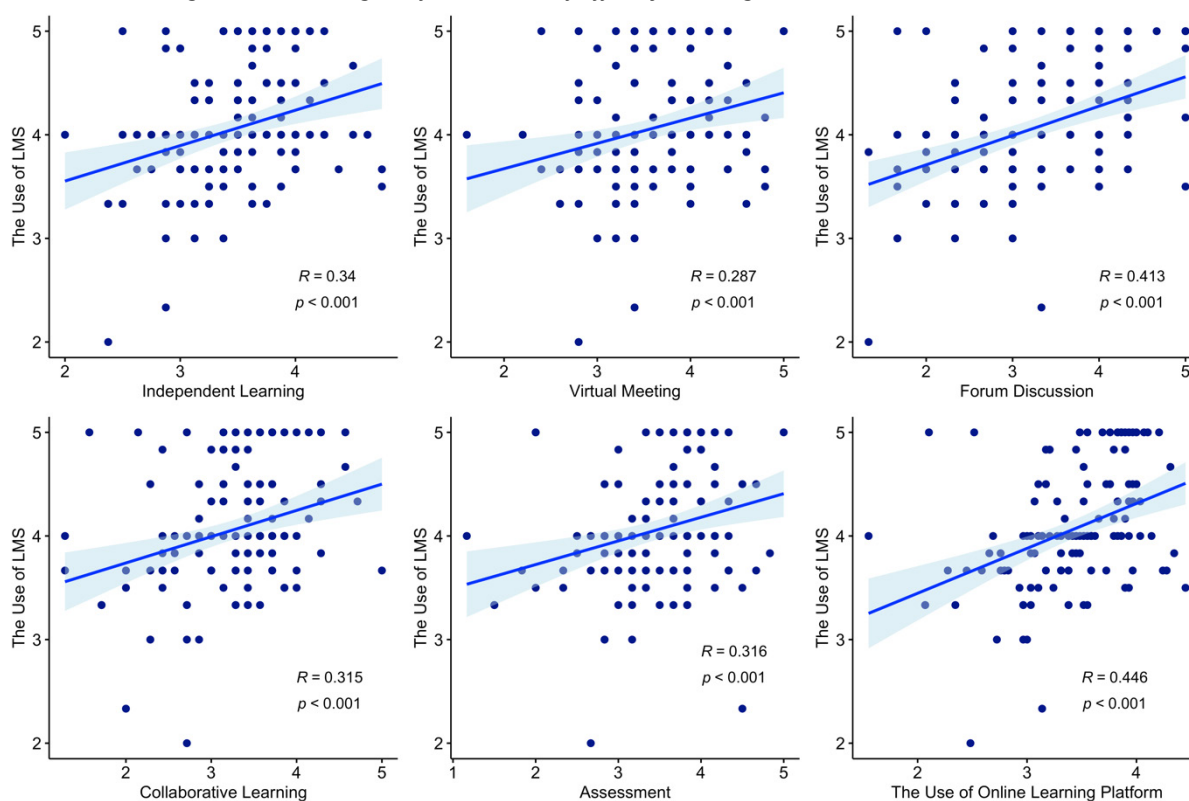 5
4
3
2
The Use of LMS
R = 0.34
p < 0.001
2 3 4
Independent Learning
5
4
3
2
The Use of LMS
R = 0.287
p < 0.001
2 3 4 5
Virtual Meeting
5
4
3
2
The Use of LMS
R = 0.413
p < 0.001
2 3 4 5
Forum Discussion
5
4
3
2
The Use of LMS
R = 0.315
p < 0.001
2 3 4 5
Collaborative Learning
5
4
3
2
The Use of LMS
R = 0.316
p < 0.001
1 2 3 4 5
Assessment
5
4
3
2
The Use of LMS
R = 0.446
p < 0.001
2 3 4
The Use of Online Learning Platform